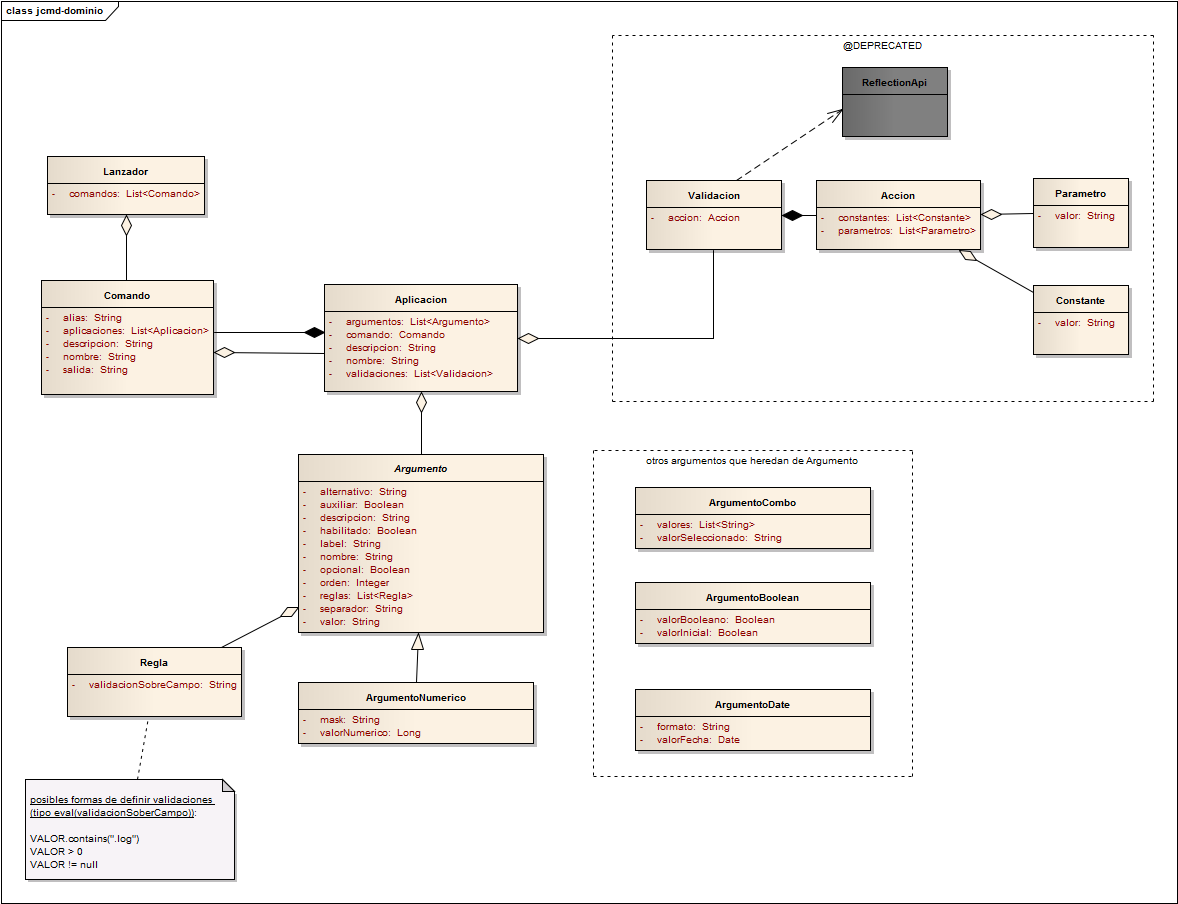 class jcmd-dominio
@DEPRECATED
ReflectionApi
Lanzador
- comandos: List<Comando>
Validacion
- accion: Accion
Accion
- constantes: List<Constante>
- parametros: List<Parametro>
Parametro
- valor: String
Constante
- valor: String
Comando
- alias: String
- aplicaciones: List<Aplicacion>
- descripcion: String
- nombre: String
- salida: String
Aplicacion
- argumentos: List<Argumento>
- comando: Comando
- descripcion: String
- nombre: String
- validaciones: List<Validacion>
Argumento
- alternativo: String
- auxiliar: Boolean
- descripcion: String
- habilitado: Boolean
- label: String
- nombre: String
- opcional: Boolean
- orden: Integer
- reglas: List<Regla>
- separador: String
- valor: String
otros argumentos que heredan de Argumento
ArgumentoCombo
- valores: List<String>
- valorSeleccionado: String
ArgumentoBoolean
- valorBooleano: Boolean
- valorInicial: Boolean
ArgumentoDate
- formato: String
- valorFecha: Date
Regla
- validacionSobreCampo: String
ArgumentoNumerico
- mask: String
- valorNumerico: Long
posibles formas de definir validaciones
(tipo eval(validacionSoberCampo)):
VALOR.contains(".log")
VALOR > 0
VALOR != null